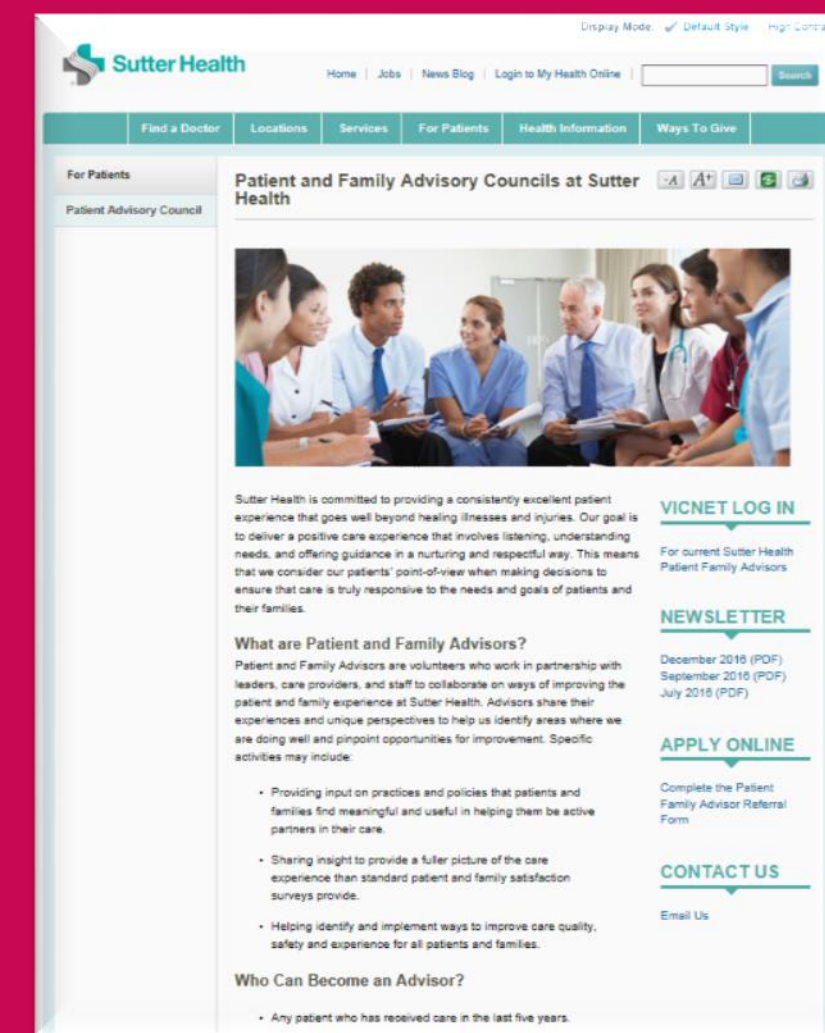 Display Mode: Default Style High Contra
Sutter Health
Home | Jobs | News Blog | Login to My Health Online |
Search
Find a Doctor
Locations
Services
For Patients
Health Information
Ways To Give
For Patients
Patient Advisory Council
Patient and Family Advisory Councils at Sutter
Health
-A A+
Sutter Health is committed to providing a consistently excellent patient
experience that goes well beyond healing illnesses and injuries. Our goal is
to deliver a positive care experience that involves listening, understanding
needs, and offering guidance in a nurturing and respectful way. This means
that we consider our patients' point-of-view when making decisions to
ensure that care is truly responsive to the needs and goals of patients and
their families.
What are Patient and Family Advisors?
Patient and Family Advisors are volunteers who work in partnership with
leaders, care providers, and staff to collaborate on ways of improving the
patient and family experience at Sutter Health. Advisors share their
experiences and unique perspectives to help us identify areas where we
are doing well and pinpoint opportunities for improvement. Specific
activities may include:
• Providing input on practices and policies that patients and
families find meaningful and useful in helping them be active
partners in their care.
• Sharing insight to provide a fuller picture of the care
experience than standard patient and family satisfaction
surveys provide.
• Helping identify and implement ways to improve care quality,
safety and experience for all patients and families.
Who Can Become an Advisor?
• Any patient who has received care in the last five years.
VICNET LOG IN
For current Sutter Health
Patient Family Advisors
NEWSLETTER
December 2016 (PDF)
September 2016 (PDF)
July 2016 (PDF)
APPLY ONLINE
Complete the Patient
Family Advisor Referral
Form
CONTACT US
Email Us